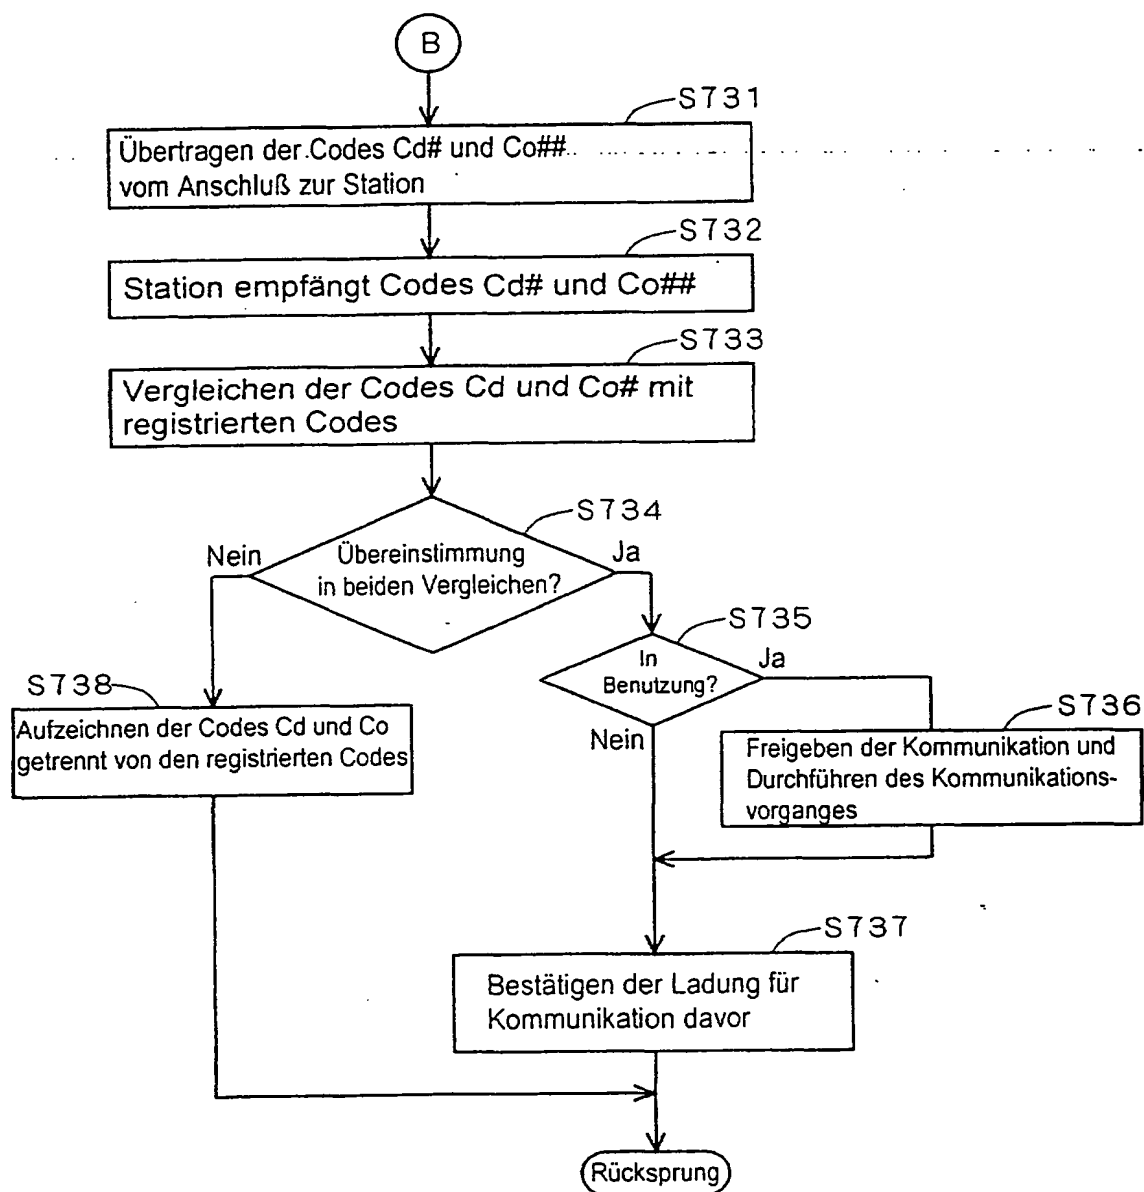 B
S731
Übertragen der Codes Cd# und Co##
vom Anschluß zur Station
S732
Station empfängt Codes Cd# und Co##
S733
Vergleichen der Codes Cd und Co# mit
registrierten Codes
S734
Nein
Übereinstimmung
in beiden Vergleichen?
Ja
S735
In
Benutzung?
Ja
Nein
S738
Aufzeichnen der Codes Cd und Co
getrennt von den registrierten Codes
S736
Freigeben der Kommunikation und
Durchführen des Kommunikations-
vorganges
S737
Bestätigen der Ladung für
Kommunikation davor
Rücksprung